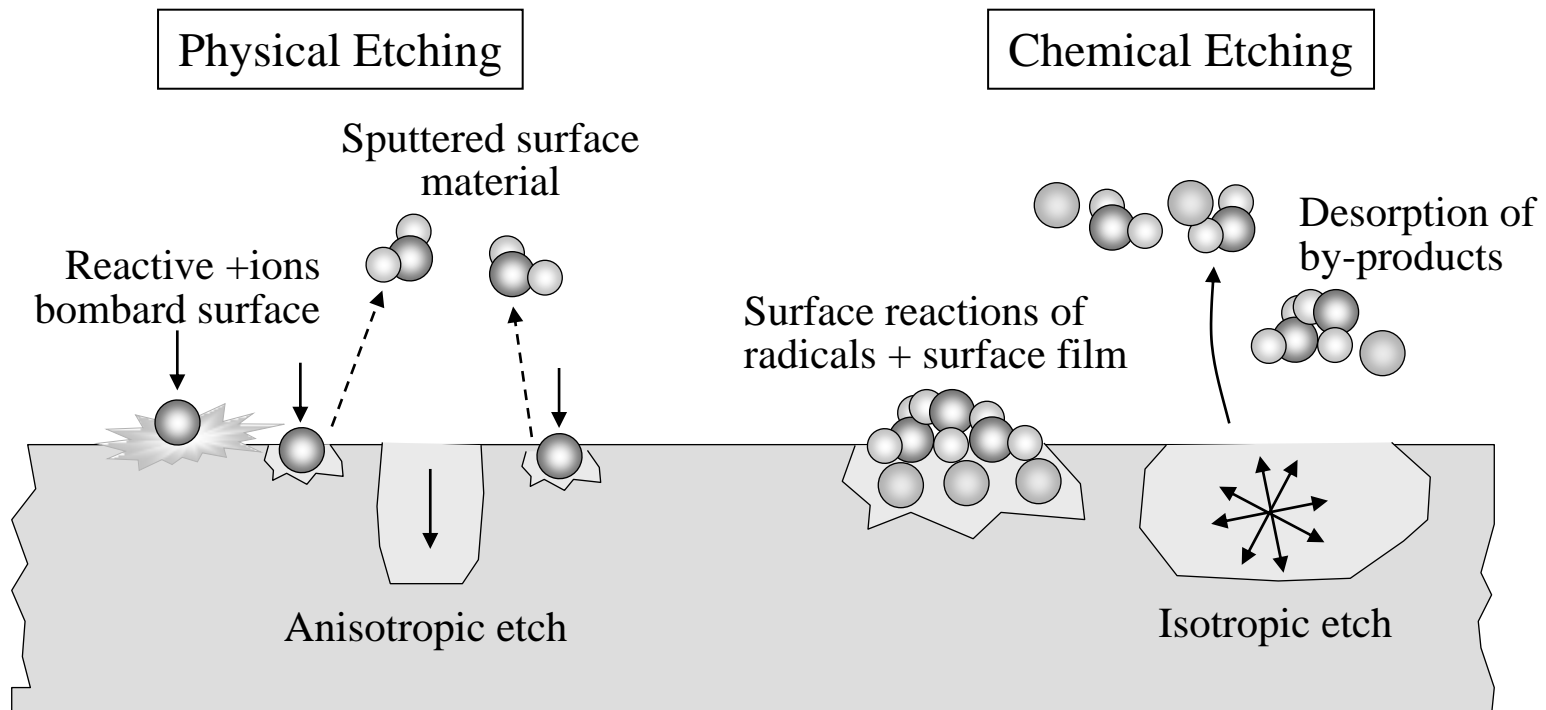 Physical Etching
Chemical Etching
Sputtered surface
material
Reactive +ions
bombard surface
Desorption of
by-products
Surface reactions of
radicals + surface film
Anisotropic etch
Isotropic etch